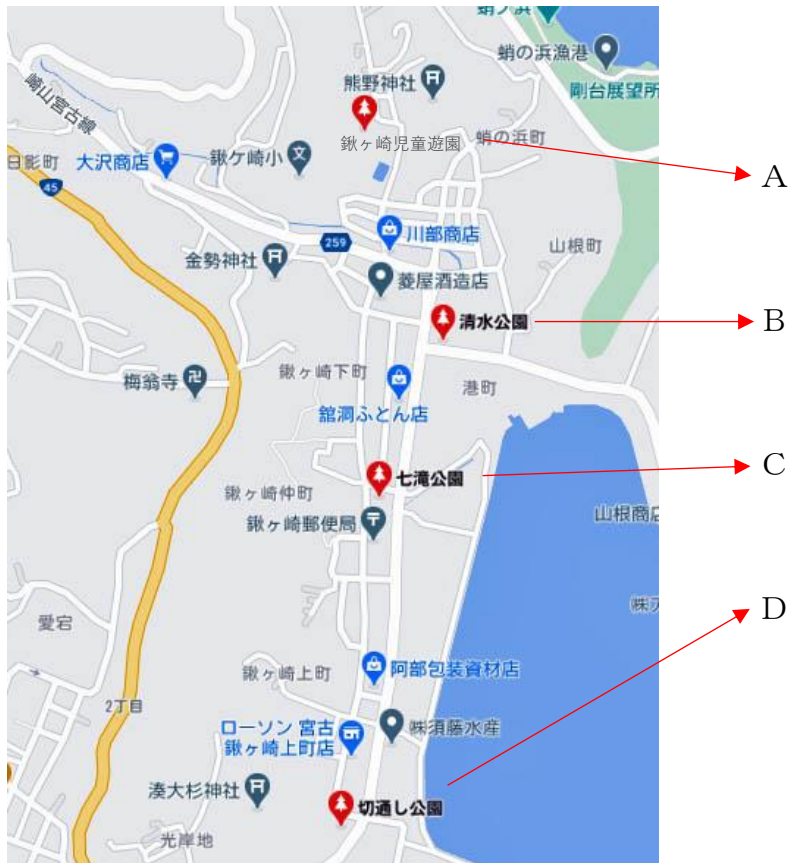 蛸ノ浜
蛸の浜漁港
剛台展望所
熊野神社
崎山宮古線
鍬ヶ崎児童遊園
蛸の浜町
日影町
大沢商店
鍬ケ崎小
A
45
川部商店
259
山根町
金勢神社
菱屋酒造店
清水公園
B
鍬ヶ崎下町
梅翁寺
港町
舘洞ふとん店
七滝公園
C
鍬ヶ崎仲町
鍬ヶ崎郵便局
山根商店
㈱ア
愛宕
D
鍬ヶ崎上町
阿部包装資材店
2丁目
ローソン 宮古
鍬ヶ崎上町店
㈱須藤水産
湊大杉神社
切通し公園
光岸地